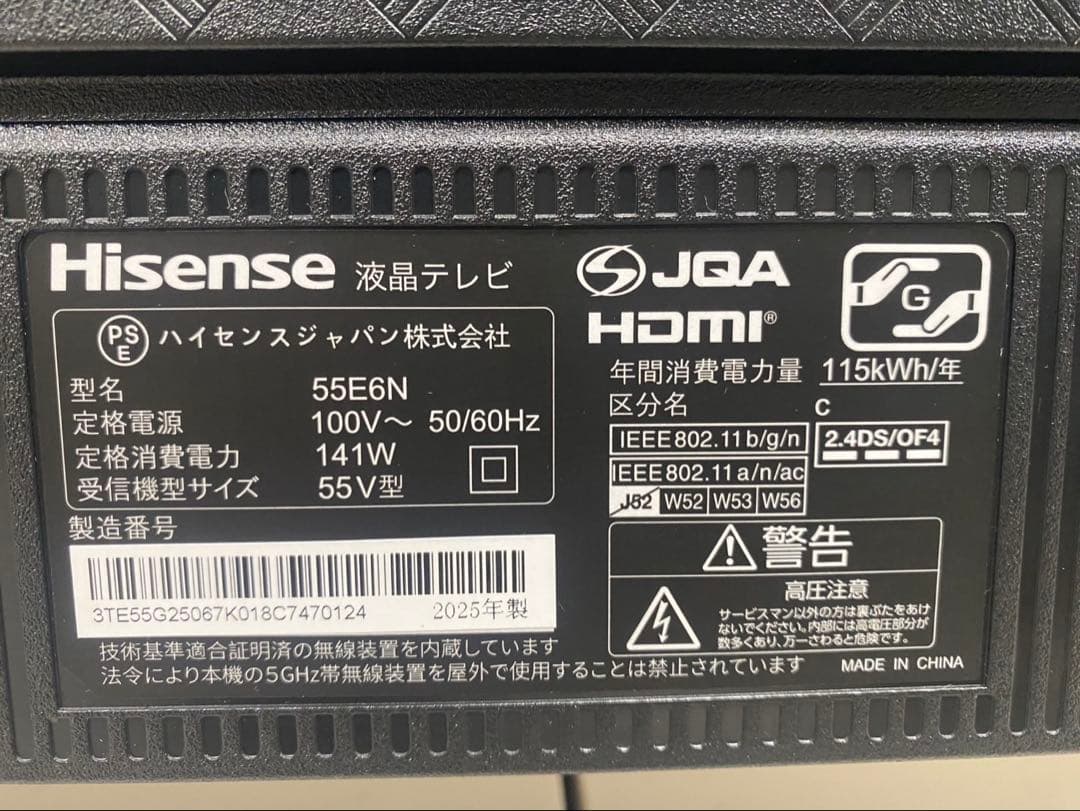 Hisense 液晶テレビ
PS
E
ハイセンスジャパン株式会社
型名 55E6N
定格電源 100V～ 50/60Hz
定格消費電力 141W
受信機型サイズ 55V型
製造番号
3TE55G25067K018C7470124 2025年製
S JQA
HDMI®
G
年間消費電力量 115kWh/年
区分名 C
IEEE802.11b/g/n
2.4DS/OF4
IEEE802.11a/n/ac
J52 W52 W53 W56
警告
高圧注意
サービスマン以外の方は裏ぶたをあけ
ないでください。内部には高電圧部分が
数多くあり、万一さわると危険です。
技術基準適合証明済の無線装置を内蔵しています
法令により本機の5GHz帯無線装置を屋外で使用することは禁止されています
MADE IN CHINA